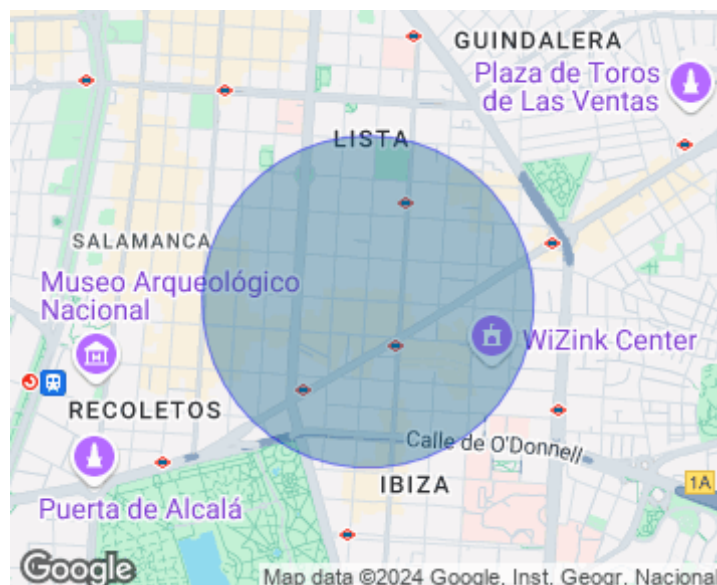 GUINDALERA
Plaza de Toros
de Las Ventas
LISTA
SALAMANCA
Museo Arqueológico
Nacional
WiZink Center
RECOLETOS
Calle de O'Donnell
IBIZA
1A
Puerta de Alcalá
Google
Map data ©2024 Google, Inst. Geogr. Nacional